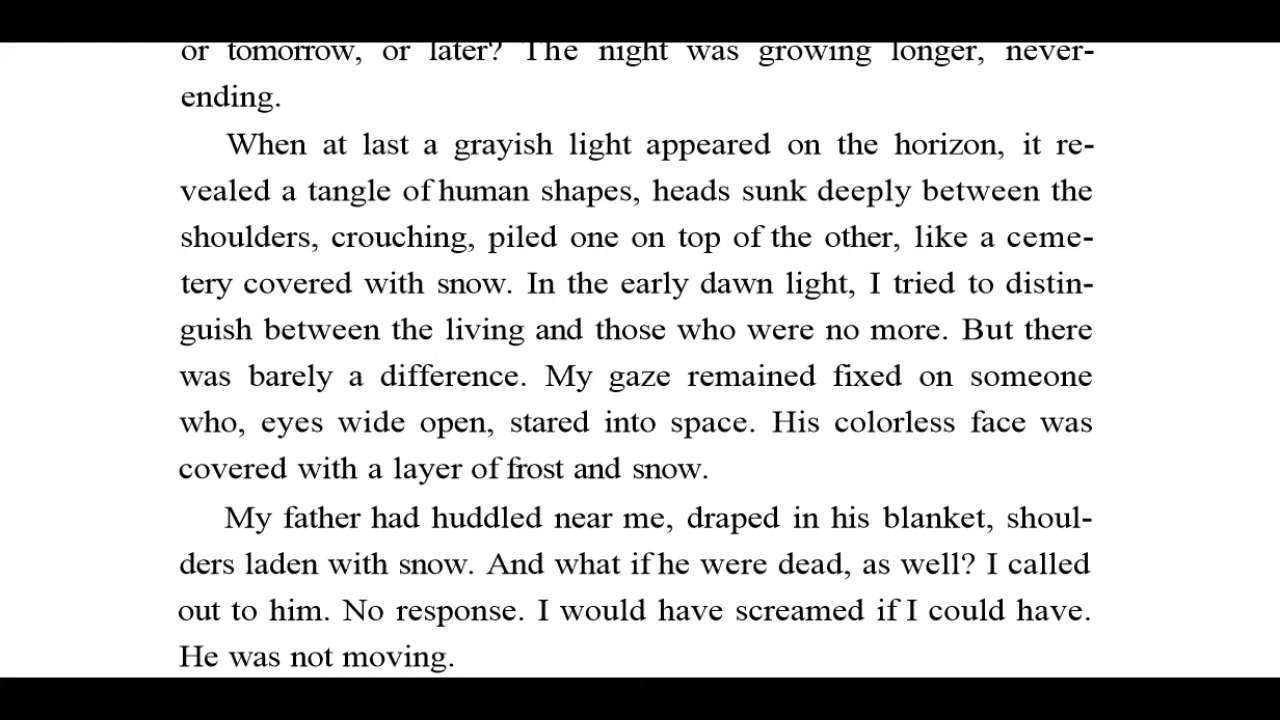 or tomorrow, or later? The night was growing longer, never-
ending.
When at last a grayish light appeared on the horizon, it re-
vealed a tangle of human shapes, heads sunk deeply between the
shoulders, crouching, piled one on top of the other, like a ceme-
tery covered with snow. In the early dawn light, I tried to distin-
guish between the living and those who were no more. But there
was barely a difference. My gaze remained fixed on someone
who, eyes wide open, stared into space. His colorless face was
covered with a layer of frost and snow.
My father had huddled near me, draped in his blanket, shoul-
ders laden with snow. And what if he were dead, as well? I called
out to him. No response. I would have screamed if I could have.
He was not moving.